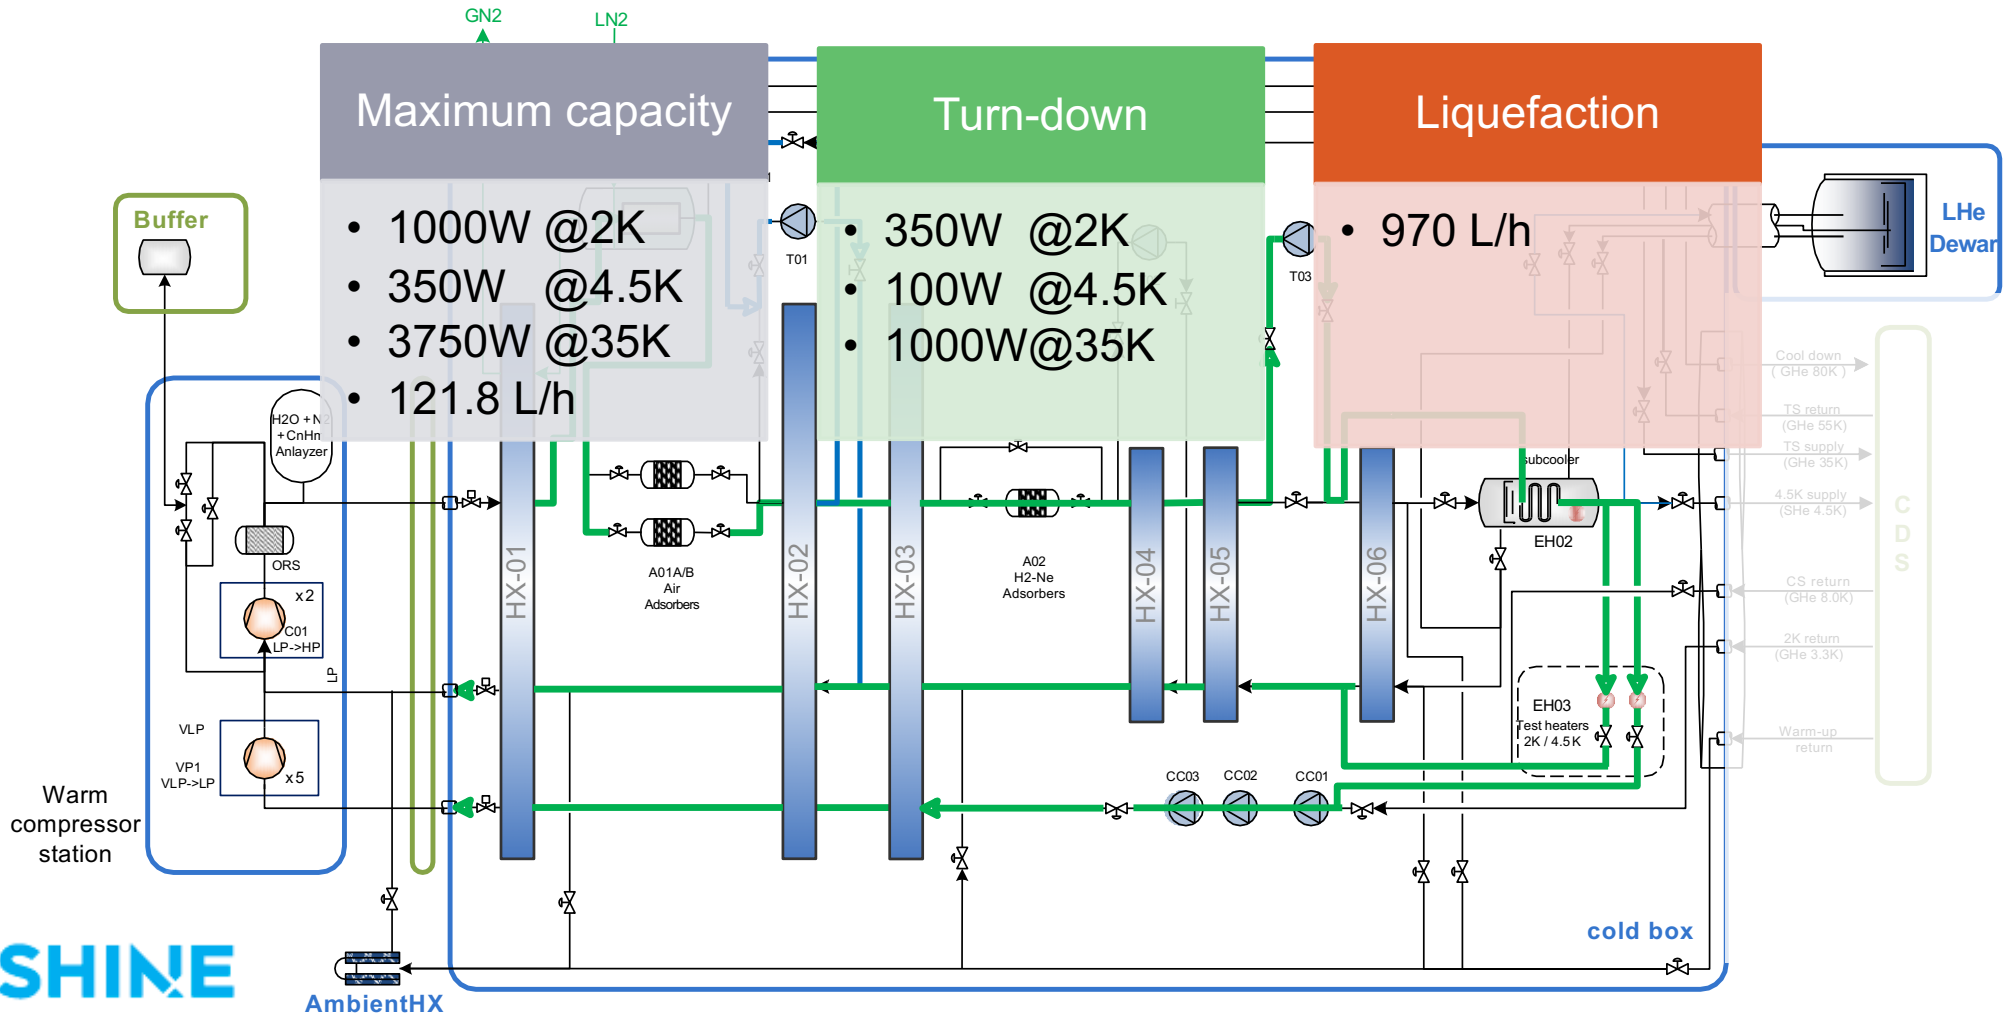 GN2
LN2
Maximum capacity
• 1000W @2K
• 350W @4.5K
• 3750W @35K
• 121.8 L/h
Turn-down
• 350W @2K
• 100W @4.5K
• 1000W@35K
Liquefaction
• 970 L/h
Buffer
LHe
Dewar
T01
T03
H2O + N2
+ CnHm
Anlayzer
ORS
x2
C01
LP->HP
LP
VLP
VP1
VLP->LP
x5
Warm
compressor
station
HX-01
A01A/B
Air
Adsorbers
HX-02
HX-03
A02
H2-Ne
Adsorbers
HX-04
HX-05
HX-06
subcooler
EH02
EH03
Test heaters
2K / 4.5K
CC03
CC02
CC01
Cool down
( GHe 80K )
TS return
(GHe 55K)
TS supply
(GHe 35K)
4.5K supply
(SHe 4.5K)
CS return
(GHe 8.0K)
2K return
(GHe 3.3K)
Warm-up
return
C
D
S
cold box
AmbientHX
SHINE